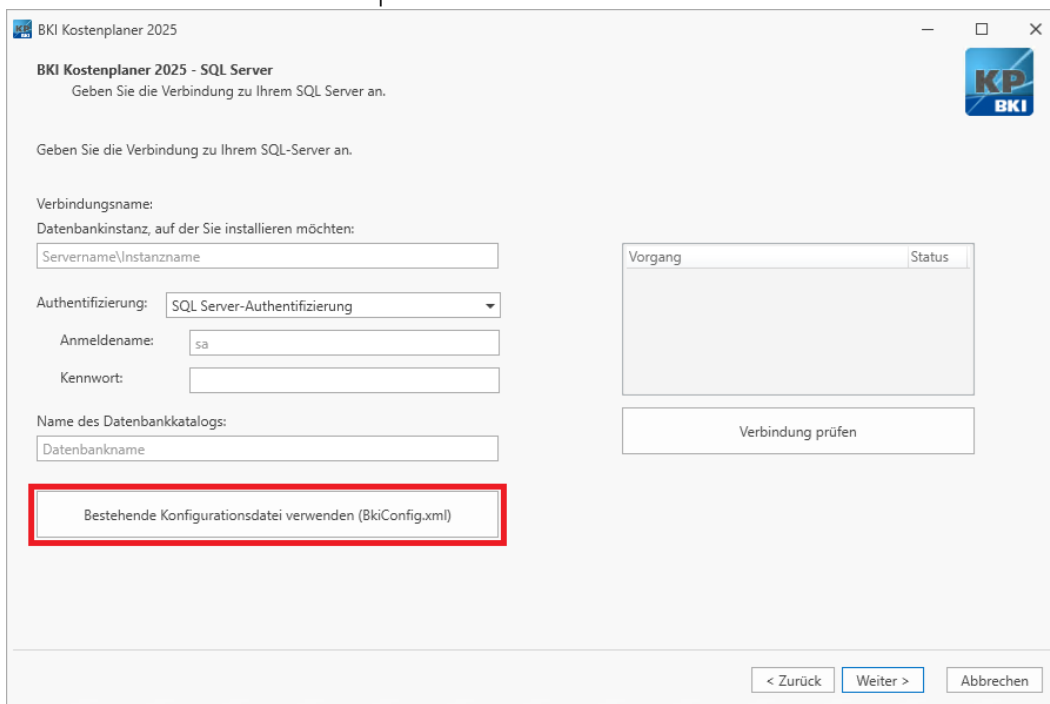 BKI Kostenplaner 2025
BKI Kostenplaner 2025 - SQL Server
Geben Sie die Verbindung zu Ihrem SQL Server an.
KP
BKI
Geben Sie die Verbindung zu Ihrem SQL-Server an.
Verbindungsname:
Datenbankinstanz, auf der Sie installieren möchten:
Servername\Instanzname
Authentifizierung: SQL Server-Authentifizierung
Anmeldename: sa
Kennwort:
Name des Datenbankkatalogs:
Datenbankname
Bestehende Konfigurationsdatei verwenden (BkiConfig.xml)
Vorgang Status
Verbindung prüfen
< Zurück Weiter > Abbrechen